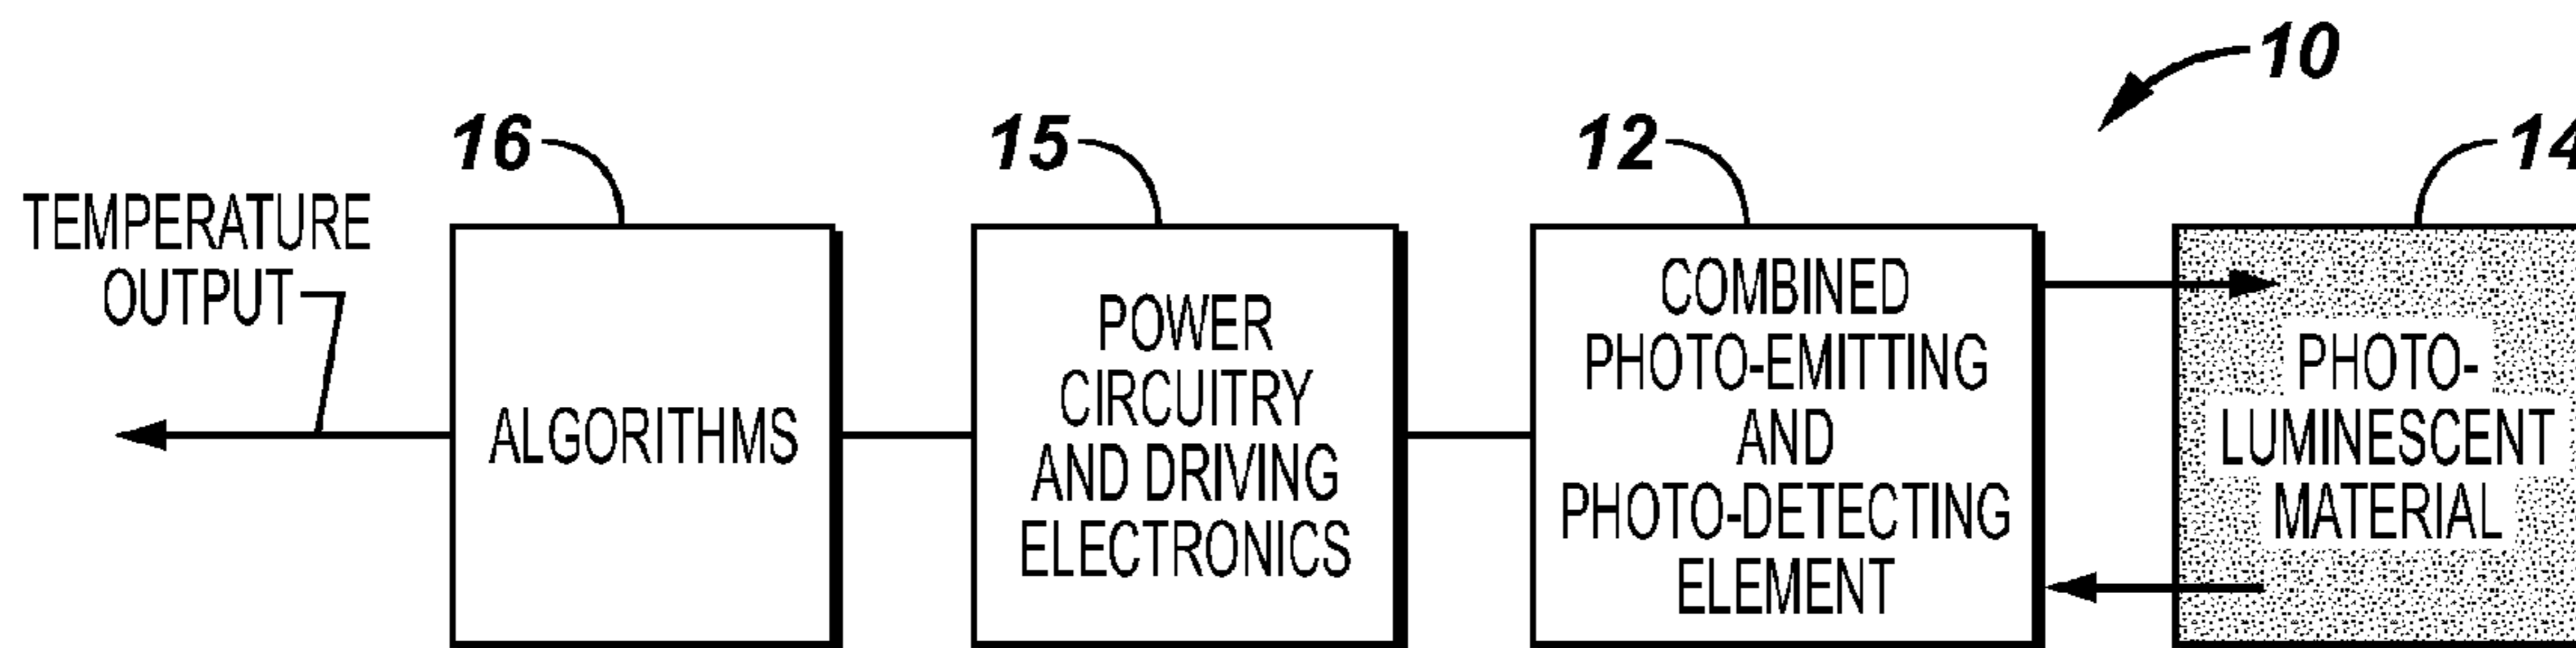 10
16
15
12
14
TEMPERATURE
OUTPUT
ALGORITHMS
POWER
CIRCUITRY
AND DRIVING
ELECTRONICS
COMBINED
PHOTO-EMITTING
AND
PHOTO-DETECTING
ELEMENT
PHOTO-
LUMINESCENT
MATERIAL